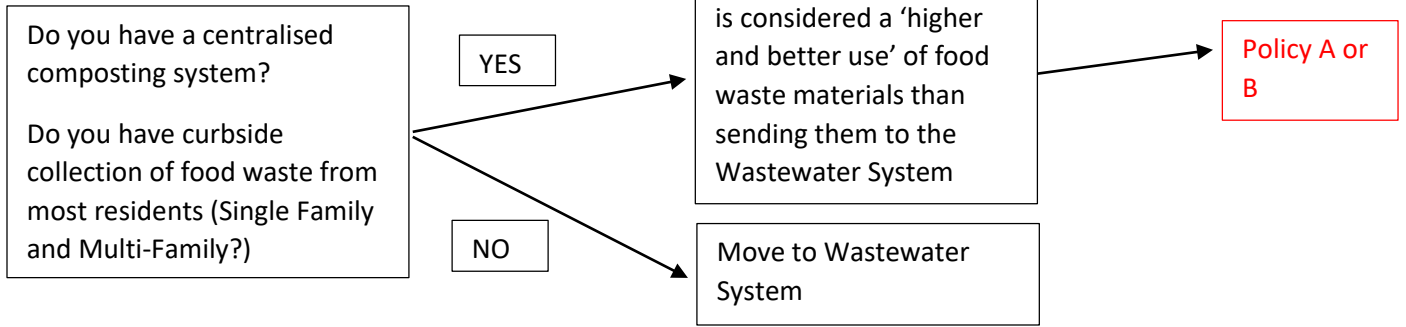 Do you have a centralised
composting system?
Do you have curbside
collection of food waste from
most residents (Single Family
and Multi-Family?)
YES
NO
is considered a ‘higher
and better use’ of food
waste materials than
sending them to the
Wastewater System
Move to Wastewater
System
Policy A or
B